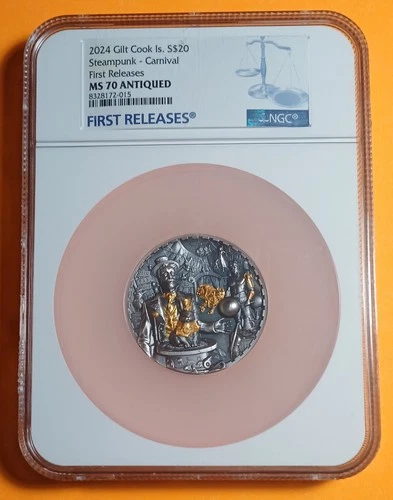 2024 Gilt Cook Is. S$20
Steampunk - Carnival
First Releases
MS 70 ANTIQUED
8328172-015
FIRST RELEASES®
NGC®